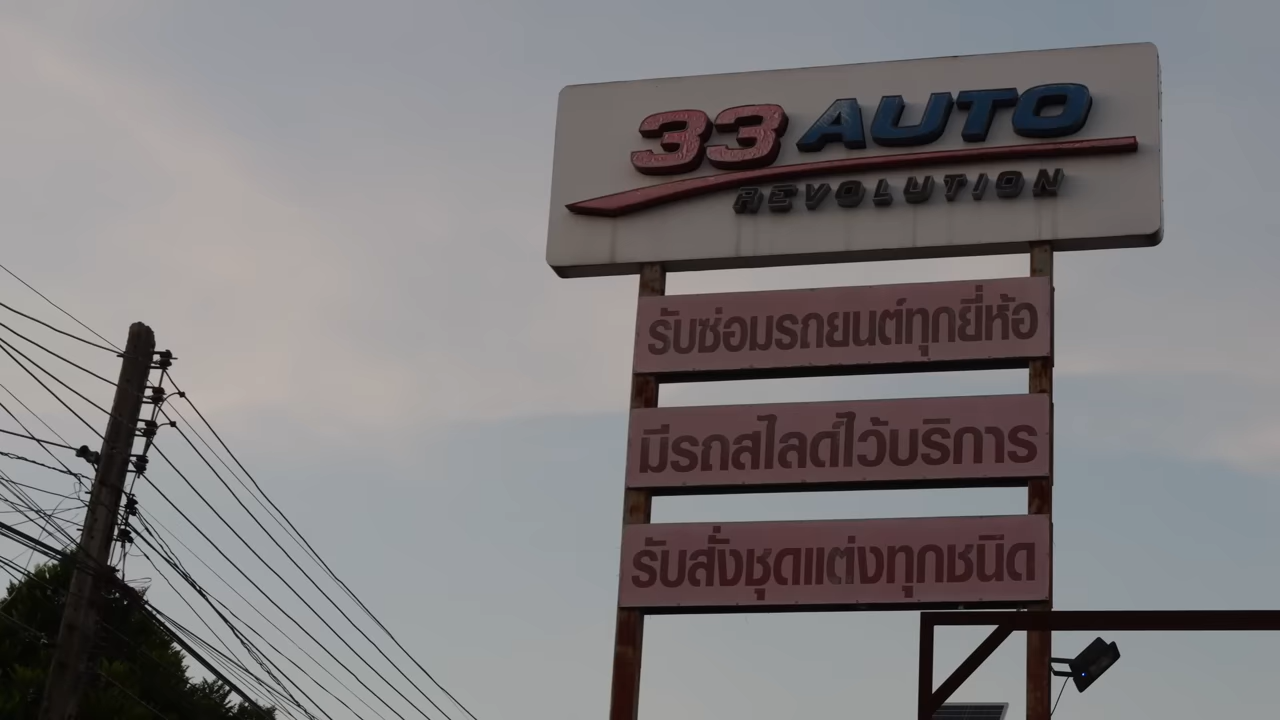 33 AUTO
REVOLUTION
รับซ่อมรถยนต์ทุกยี่ห้อ
มีรถสไลด์ไว้บริการ
รับสั่งชุดแต่งทุกชนิด